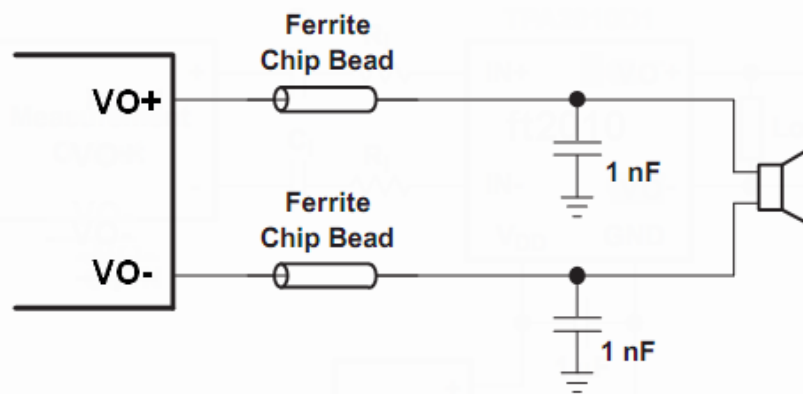 Ferrite
Chip Bead
VO+
1 nF
Ferrite
Chip Bead
VO-
1 nF